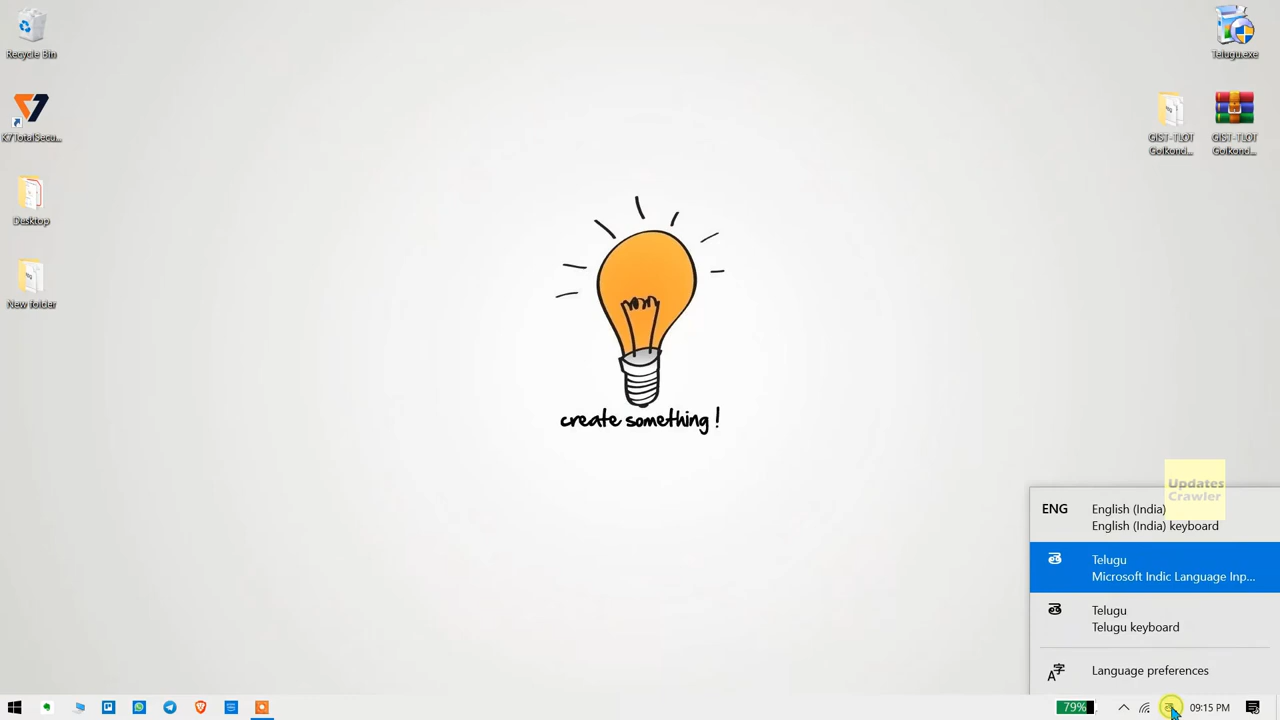 Recycle Bin
K7TotalSecu...
Desktop
New folder
Telugu.exe
GIST-TLOT
Golkond...
GIST-TLOT
Golkond...
create something !
Updates
Crawler
ENG
English (India)
English (India) keyboard
Telugu
Microsoft Indic Language Inp...
Telugu
Telugu keyboard
Language preferences
79%
09:15 PM